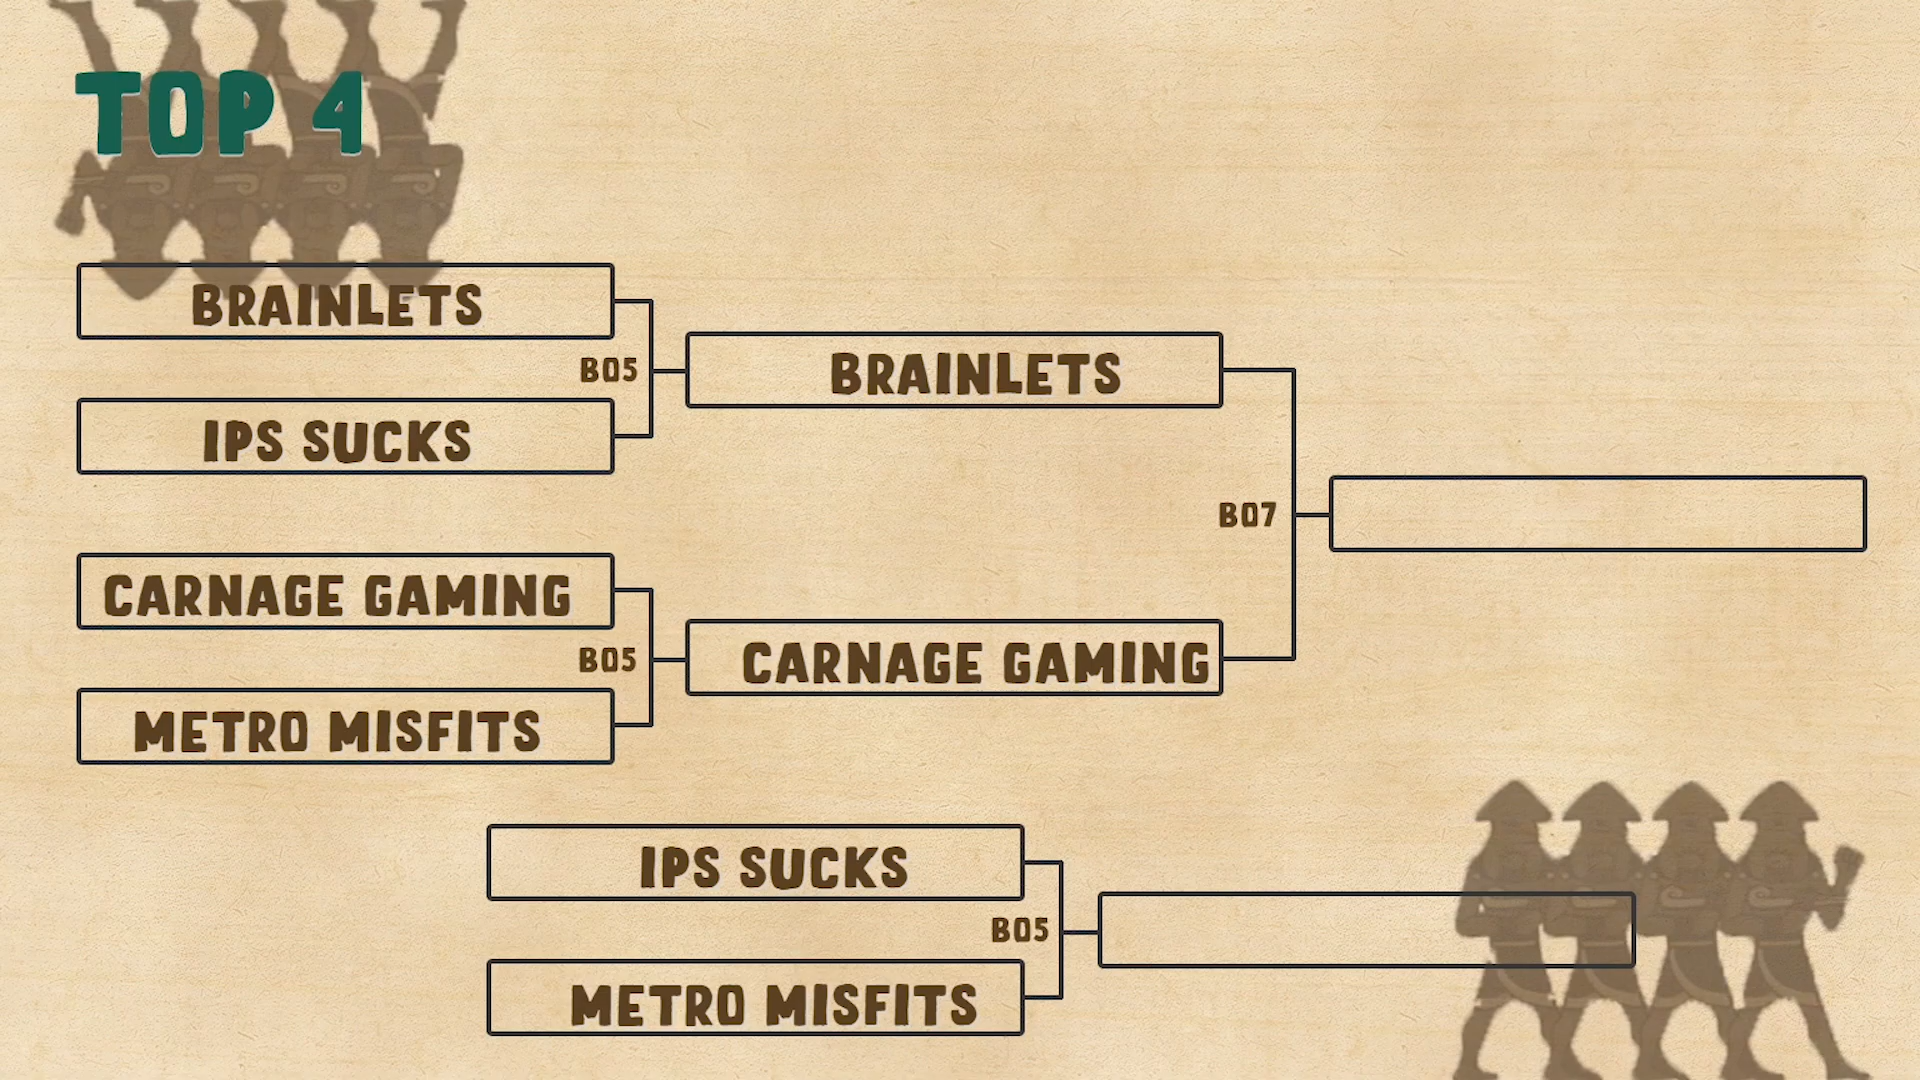 TOP 4
BRAINLETS
BO5
IPS SUCKS
BRAINLETS
BO7
CARNAGE GAMING
BO5
METRO MISFITS
CARNAGE GAMING
IPS SUCKS
BO5
METRO MISFITS